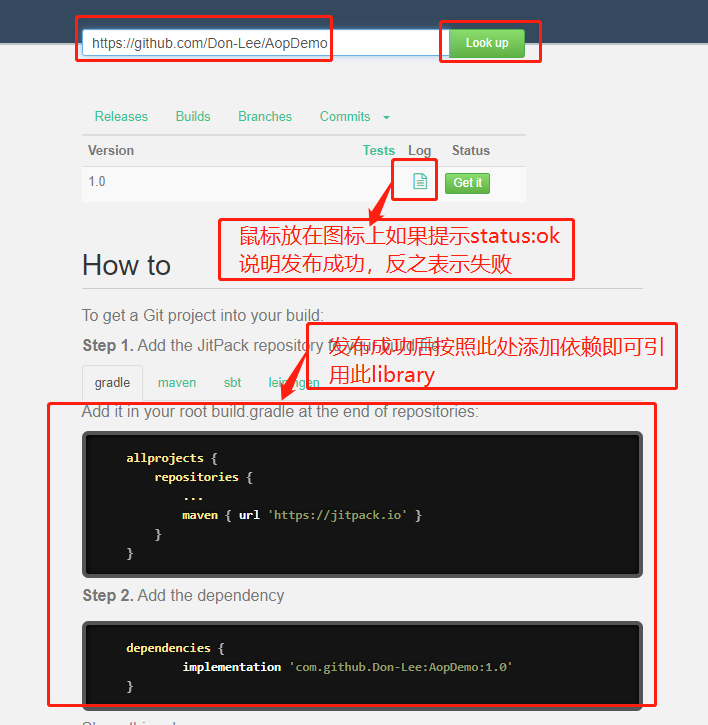 https://github.com/Don-Lee/AopDemo
Look up
Releases Builds Branches Commits
Version Tests Log Status
1.0 Get it
鼠标放在图标上如果提示status:ok
说明发布成功，反之表示失败
How to
To get a Git project into your build:
Step 1. Add the JitPack repository to your build file
发布成功后按照此处添加依赖即可引
用此library
gradle maven sbt leiningen
Add it in your root build.gradle at the end of repositories:
allprojects {
repositories {
...
maven { url 'https://jitpack.io' }
}
}
Step 2. Add the dependency
dependencies {
implementation 'com.github.Don-Lee:AopDemo:1.0'
}